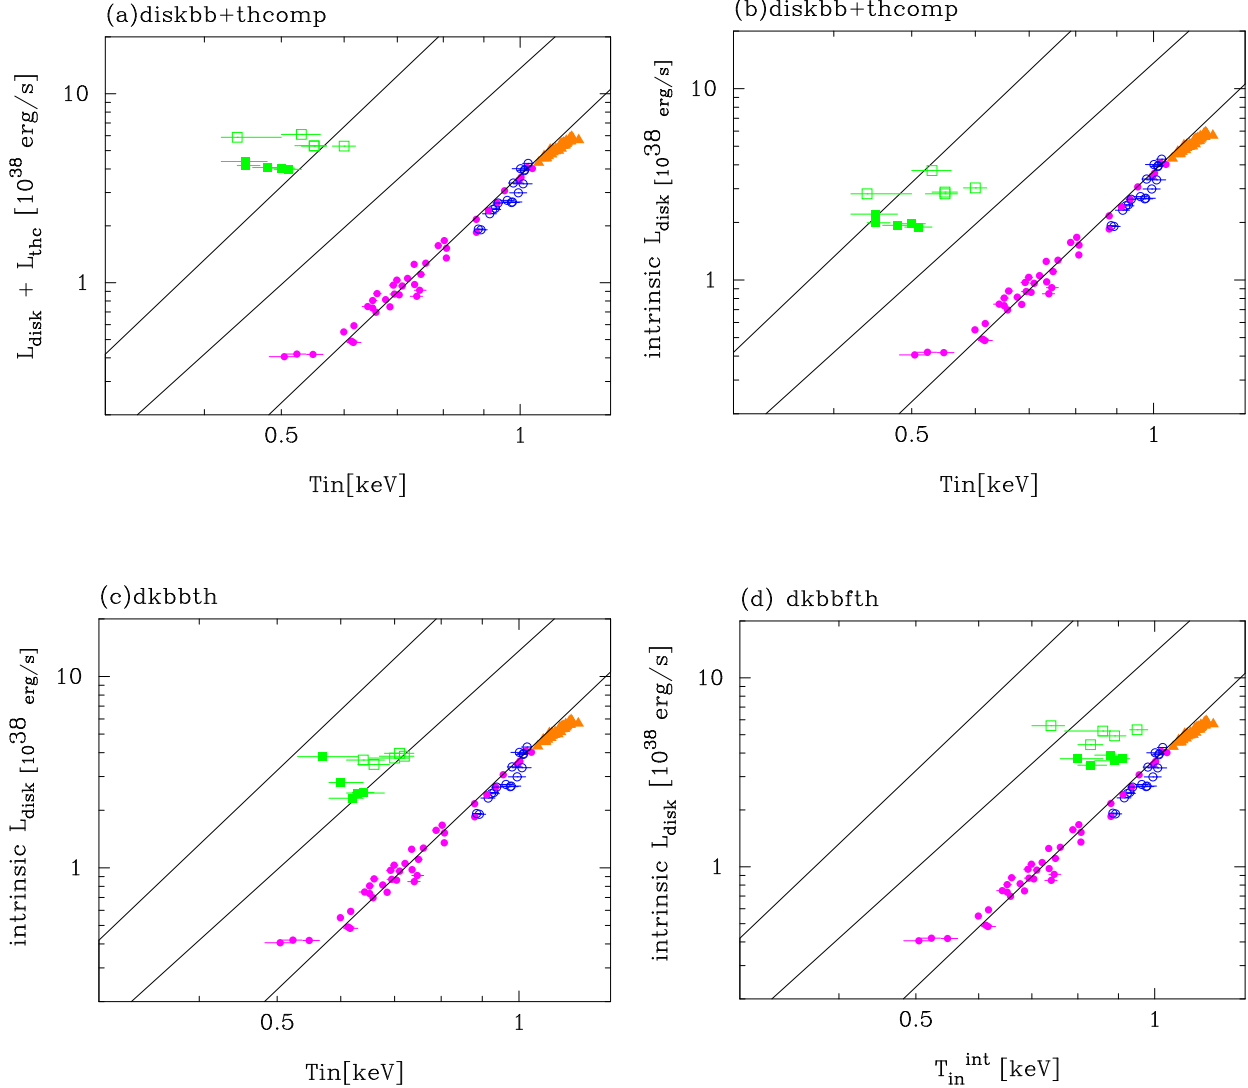 (a)diskbb+thcomp
L_disk + L_thc [10^38 erg/s]
10
1
0.5 1
Tin[keV]
(b)diskbb+thcomp
intrinsic L_disk [10^38 erg/s]
10
1
0.5 1
Tin[keV]
(c)dkbbth
intrinsic L_disk [10^38 erg/s]
10
1
0.5 1
Tin[keV]
(d) dkbbfth
intrinsic L_disk [10^38 erg/s]
10
1
0.5 1
T_in^int [keV]